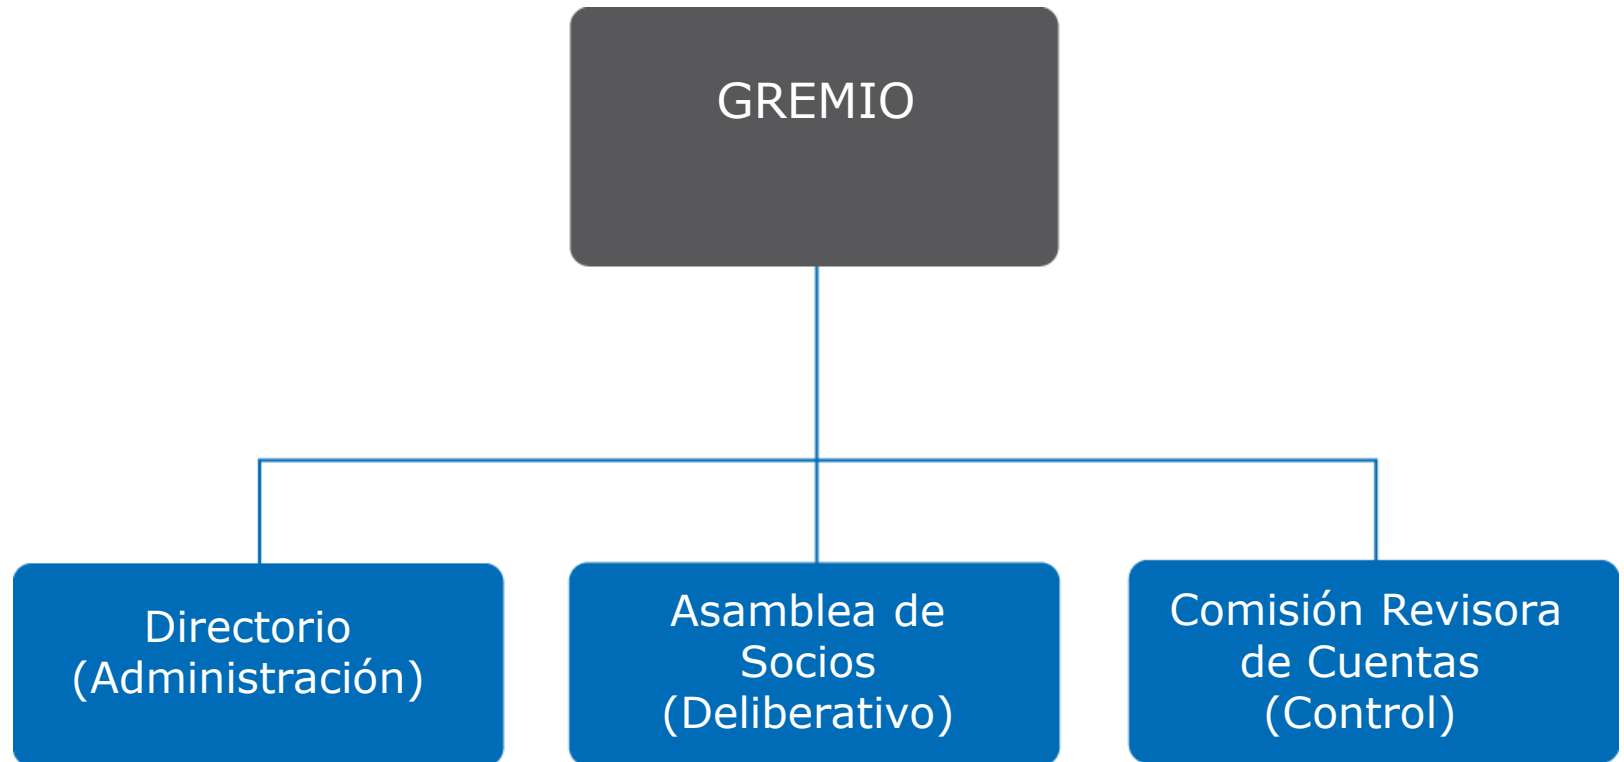 GREMIO
Directorio
(Administración)
Asamblea de
Socios
(Deliberativo)
Comisión Revisora
de Cuentas
(Control)